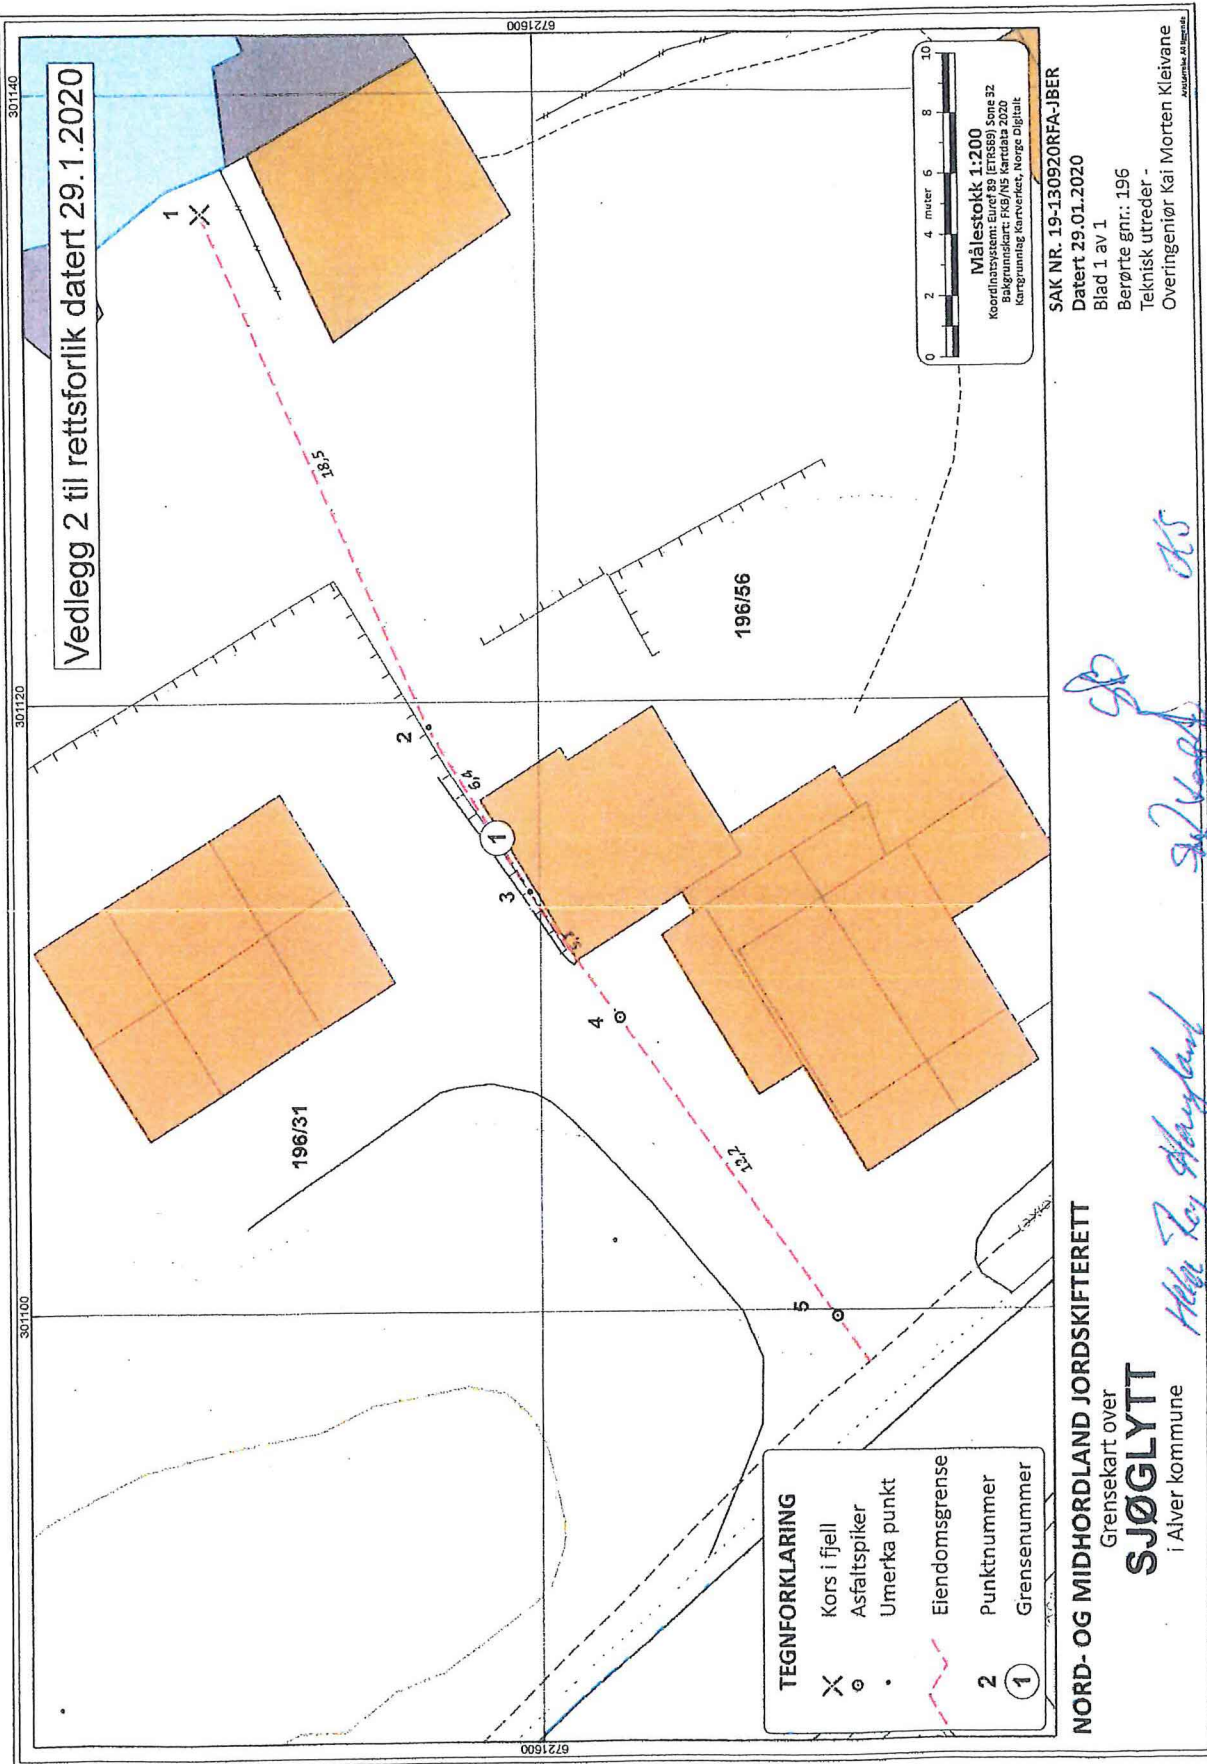 Vedlegg 2 til rettsforlik datert 29.1.2020
301100
301120
301140
6721600
6721600
1
18,5
2
6,4
1
3
5,1
4
13,2
5
196/31
196/56
TEGNFORKLARING
Kors i fjell
Asfaltspiker
Umerka punkt
Eiendomsgrense
2 Punktnummer
1 Grensenummer
0 2 4 meter 6 8 10
Målestokk 1:200
Koordinatsystem: Euref 89 (ETRS89) Sone 32
Bakgrunnskart: FKB/N5 Kartdata 2020
Kartgrunnlag Kartverket, Norge Digitalt
NORD- OG MIDHORDLAND JORDSKIFTERETT
Grensekart over
SJØGLYTT
i Alver kommune
SAK NR. 19-130920RFA-JBER
Datert 29.01.2020
Blad 1 av 1
Berørte gnr.: 196
Teknisk utreder -
Overingeniør Kai Morten Kleivane